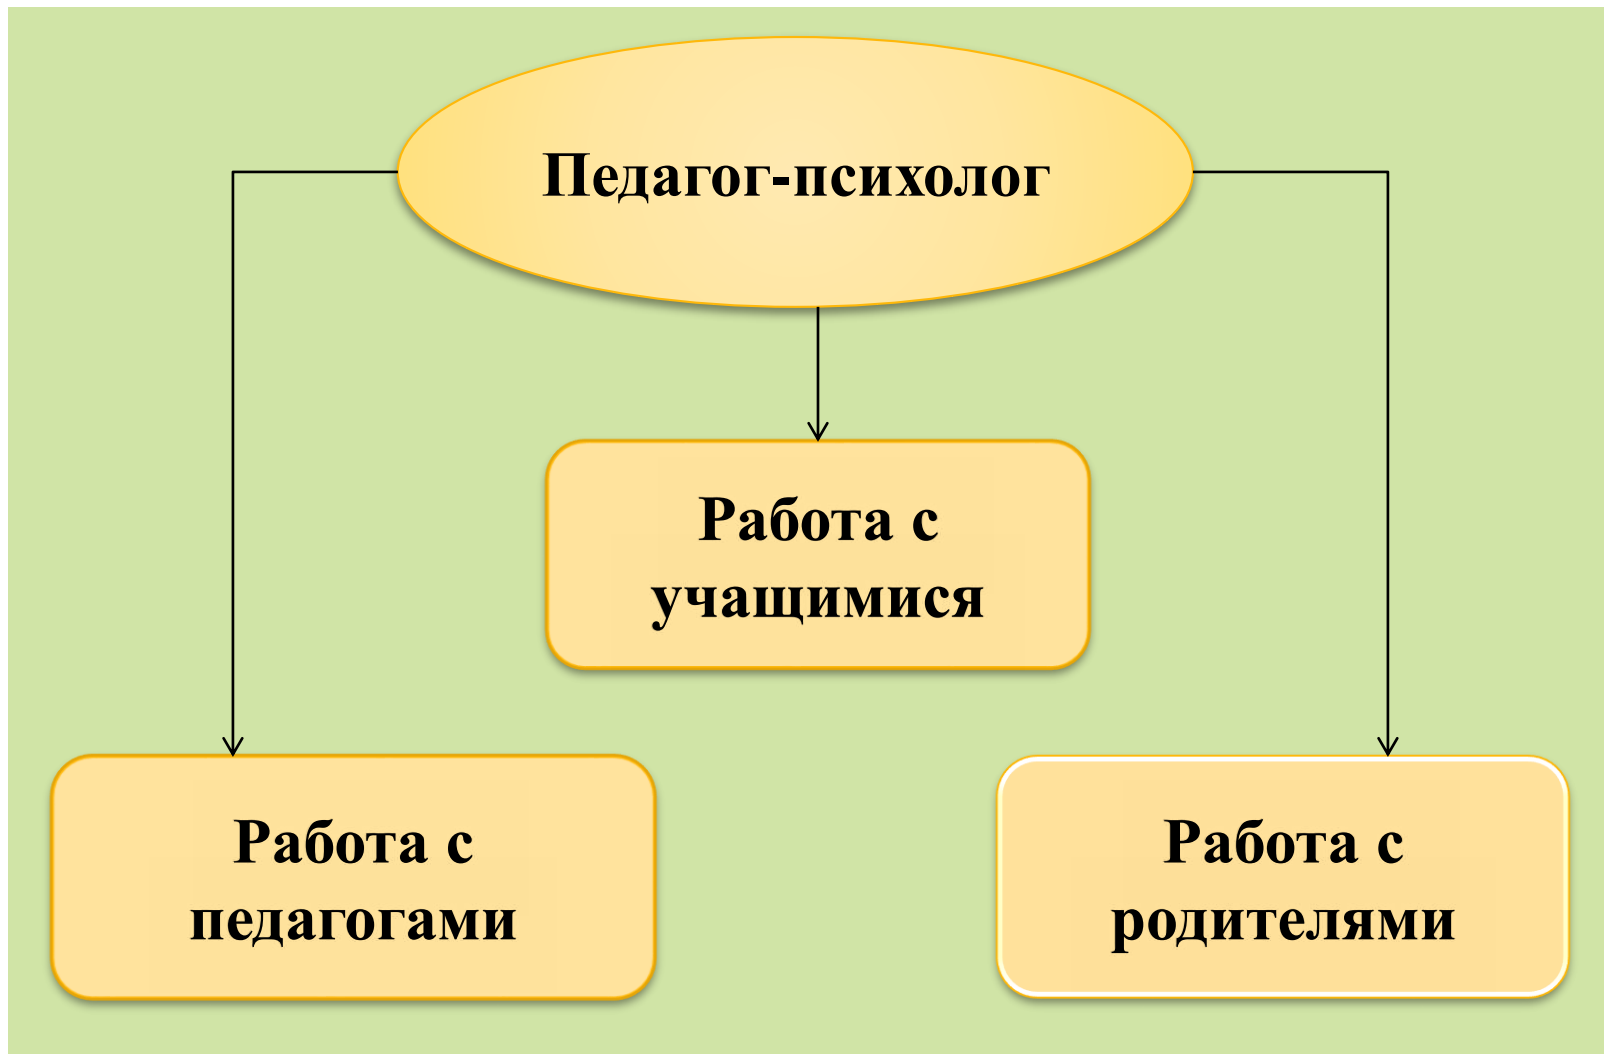 Педагог-психолог
Работа с
учащимися
Работа с
педагогами
Работа с
родителями